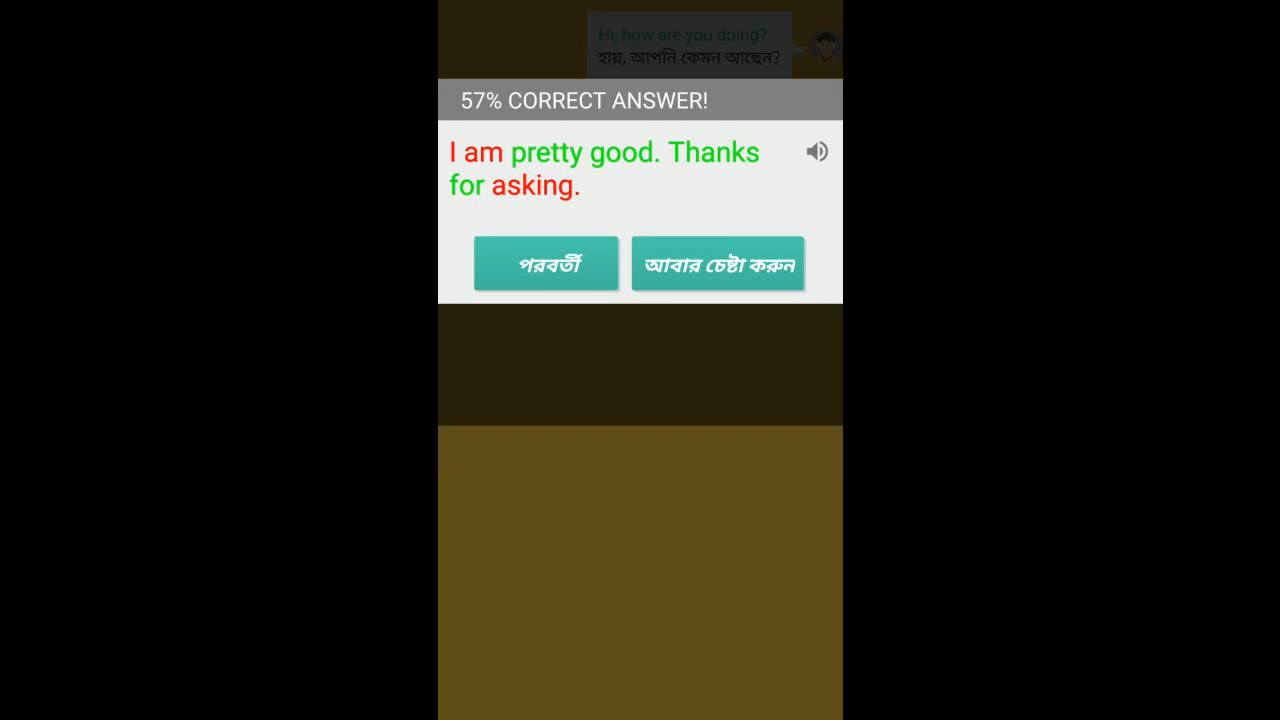 Hi, how are you doing?
হায়, আপনি কেমন আছেন?
57% CORRECT ANSWER!
I am pretty good. Thanks
for asking.
পরবর্তী
আবার চেষ্টা করুন